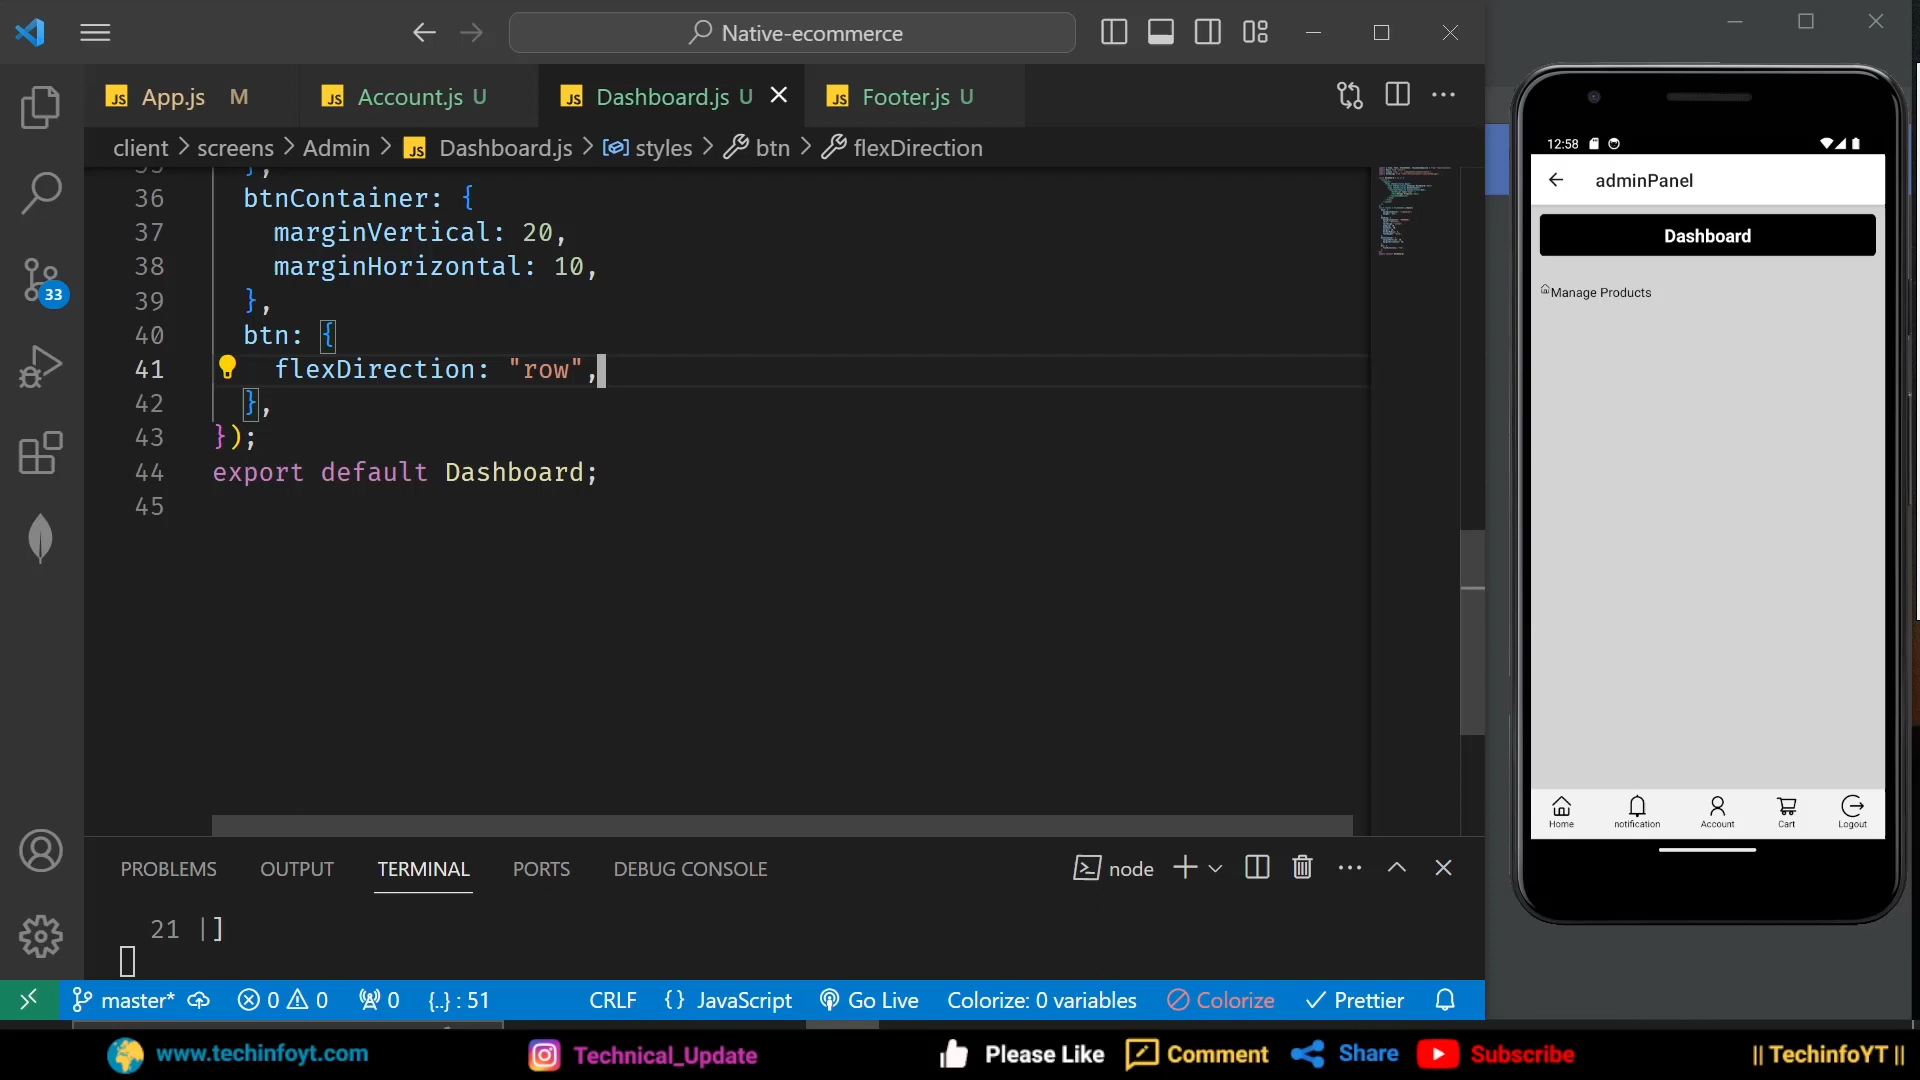 Native-ecommerce
App.js M
Account.js U
Dashboard.js U
Footer.js U
client > screens > Admin > Dashboard.js > styles > btn > flexDirection
36 btnContainer: {
37 marginVertical: 20,
38 marginHorizontal: 10,
39 },
40 btn: {
41 flexDirection: "row",
42 },
43 });
44 export default Dashboard;
45
33
PROBLEMS OUTPUT TERMINAL PORTS DEBUG CONSOLE
node
21 |]
master* 0 0 0 {..} : 51 CRLF {} JavaScript Go Live Colorize: 0 variables Colorize Prettier
12:58
adminPanel
Dashboard
Manage Products
Home notification Account Cart Logout
www.techinfoyt.com Technical_Update Please Like Comment Share Subscribe || TechinfoYT ||